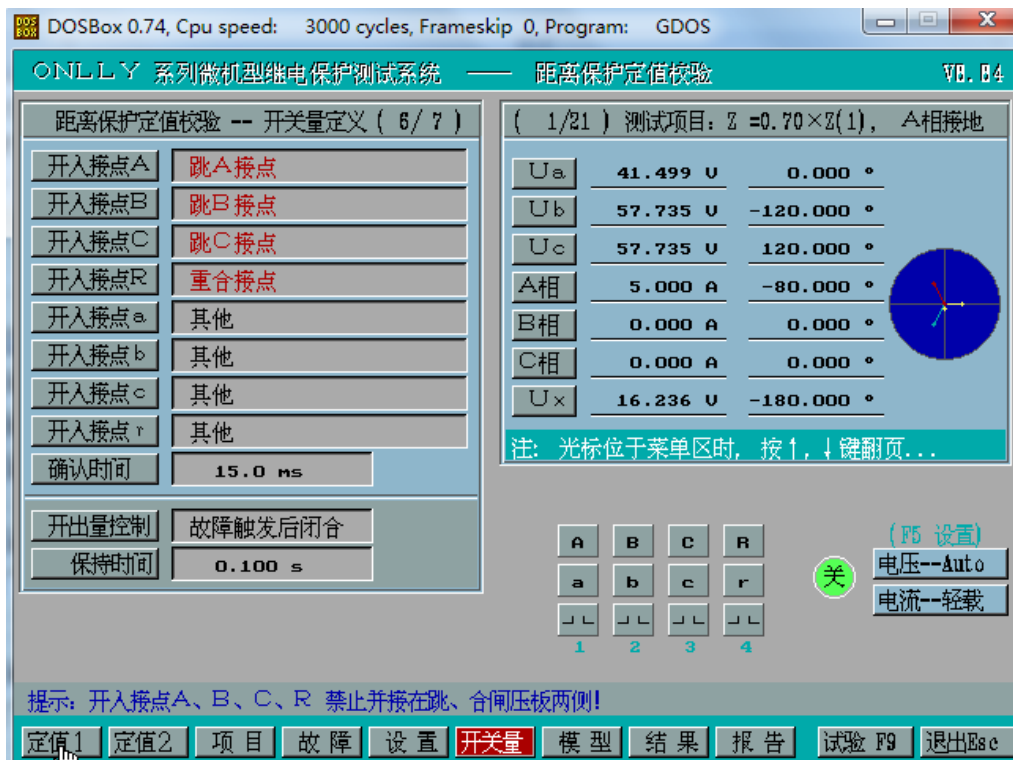 DOSBox 0.74, Cpu speed: 3000 cycles, Frameskip 0, Program: GDOS
ONLLY 系列微机型继电保护测试系统 —— 距离保护定值校验 V8.04
距离保护定值校验 -- 开关量定义 ( 6/ 7 )
开入接点A 跳A接点
开入接点B 跳B接点
开入接点C 跳C接点
开入接点R 重合接点
开入接点a 其他
开入接点b 其他
开入接点c 其他
开入接点r 其他
确认时间 15.0 ms
开出量控制 故障触发后闭合
保持时间 0.100 s
( 1/21 ) 测试项目: Z =0.70×Z(1), A相接地
Ua 41.499 V 0.000 °
Ub 57.735 V -120.000 °
Uc 57.735 V 120.000 °
A相 5.000 A -80.000 °
B相 0.000 A 0.000 °
C相 0.000 A 0.000 °
Ux 16.236 V -180.000 °
注: 光标位于菜单区时, 按↑,↓键翻页...
A B C R
a b c r
1 2 3 4
关
(F5 设置)
电压--Auto
电流--轻载
提示: 开入接点A、B、C、R 禁止并接在跳、合闸压板两侧!
定值1 定值2 项 目 故 障 设 置 开关量 模 型 结 果 报 告 试验 F9 退出Esc